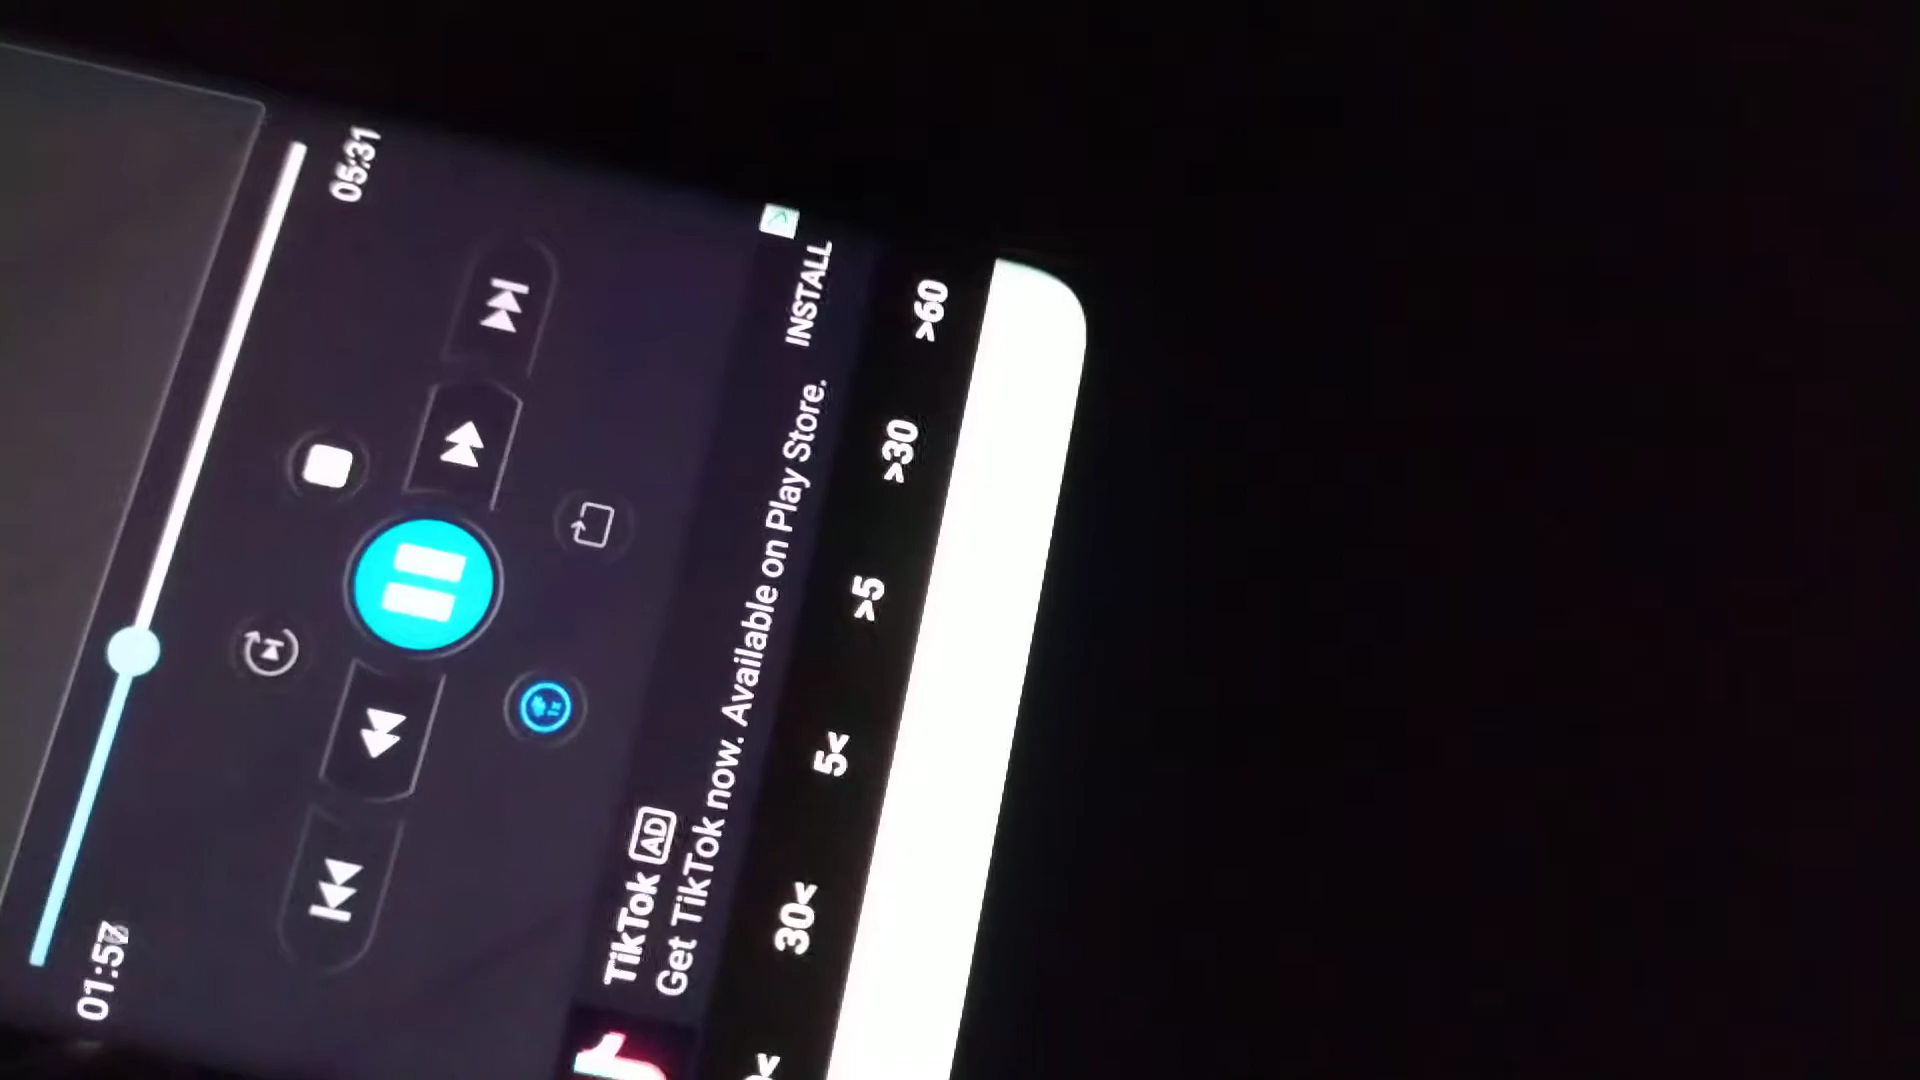 01:57
05:31
1x
TikTok AD
INSTALL
Get TikTok now. Available on Play Store.
30<
5<
>5
>30
>60